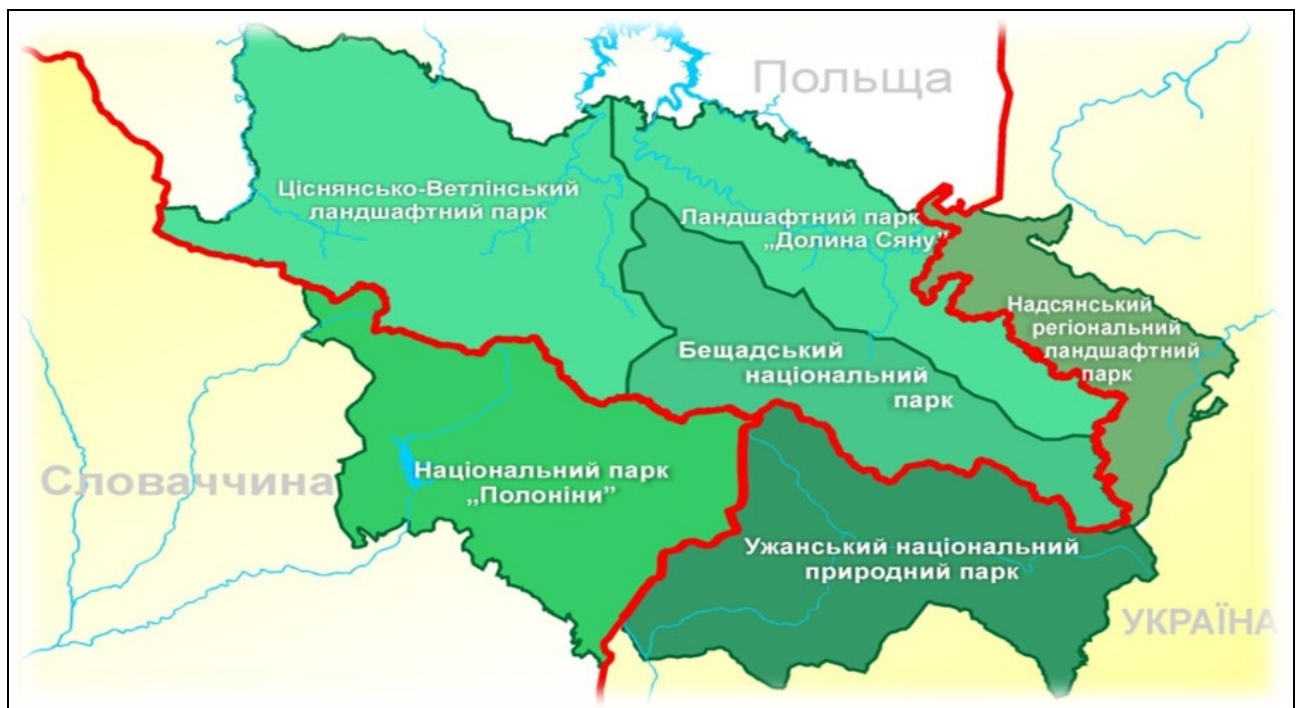 Польща
Ціснянсько-Ветлінський
ландшафтний парк
Ландшафтний парк
„Долина Сяну”
Надсянський
регіональний
ландшафтний
парк
Бещадський
національний
парк
Словаччина
Національний парк
„Полоніни”
Ужанський національний
природний парк
УКРАЇНА